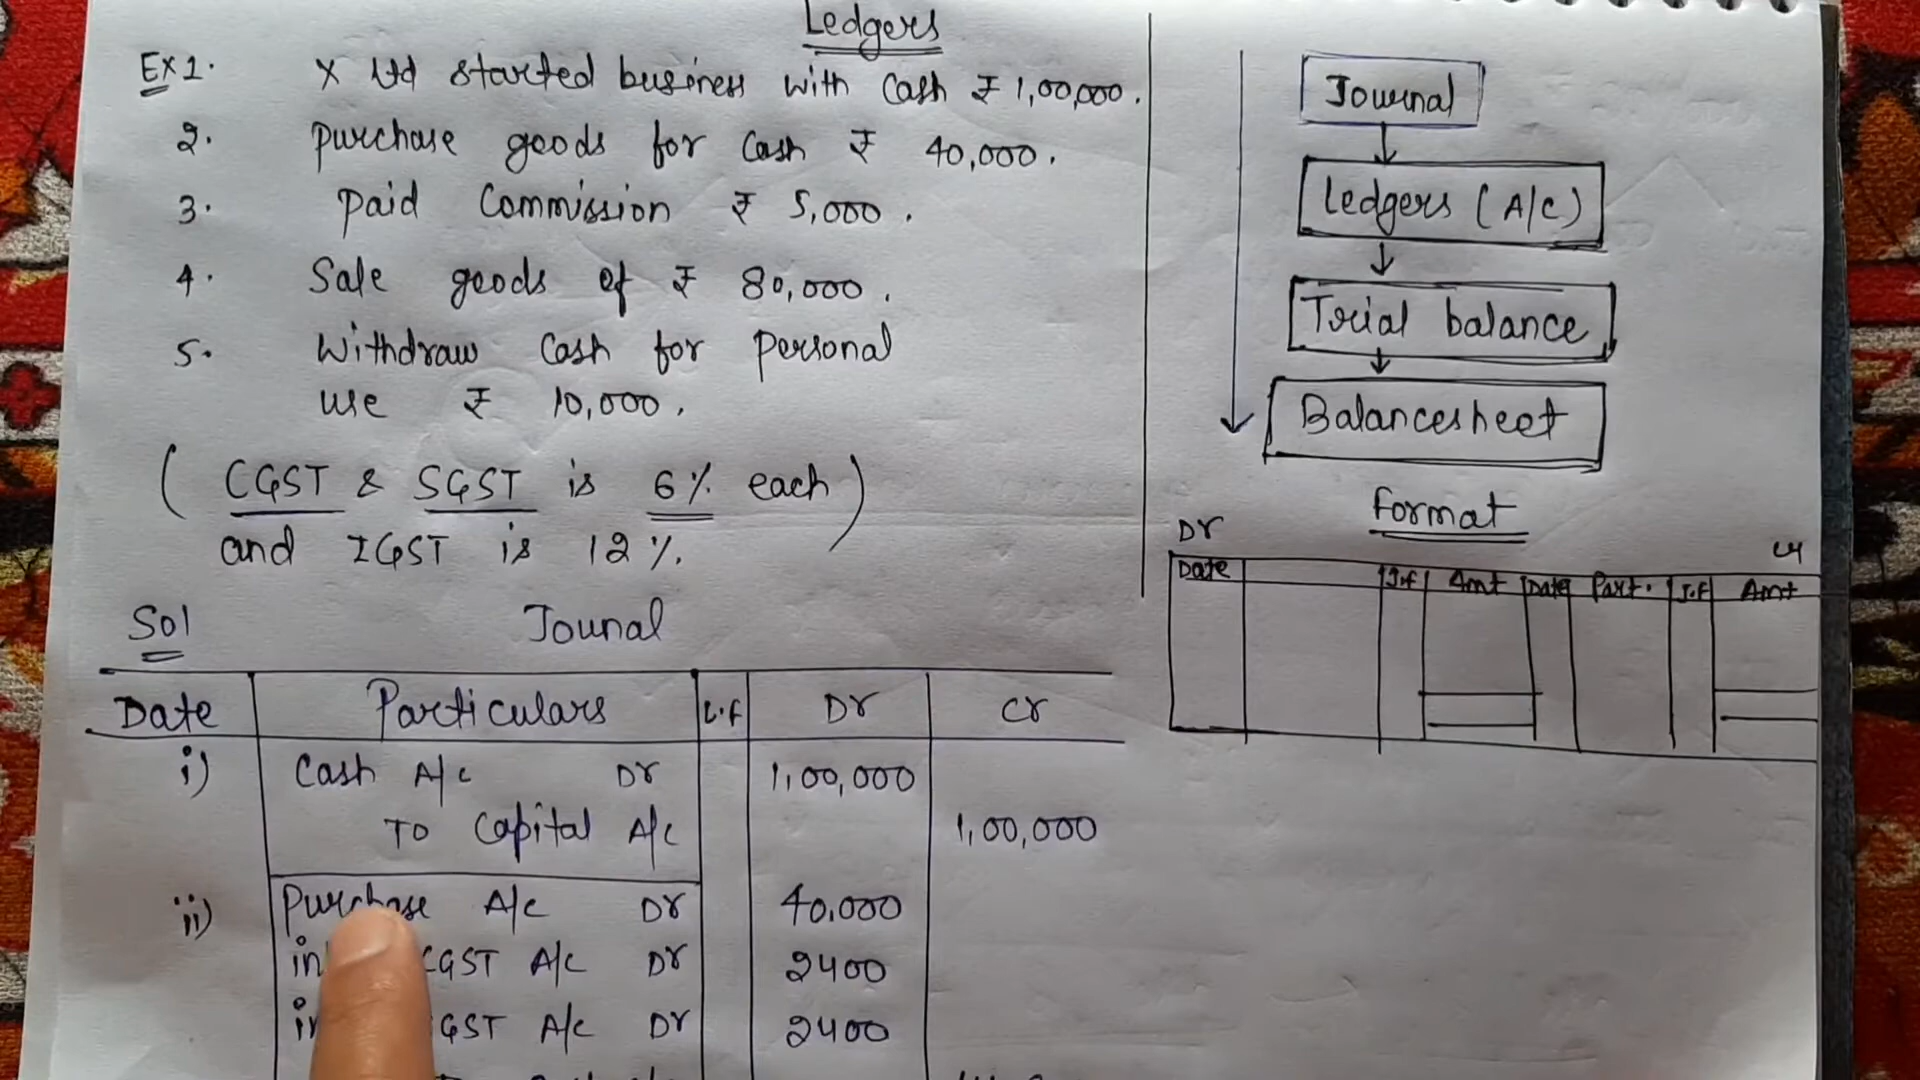 Ledgers
Ex1. X Ltd started business with Cash ₹ 1,00,000.
2. purchase goods for Cash ₹ 40,000.
3. paid Commission ₹ 5,000.
4. Sale goods of ₹ 80,000.
5. Withdraw Cash for personal
use ₹ 10,000.
(CGST & SGST is 6% each)
and IGST is 12%.
Journal
Ledgers (A/C)
Trial balance
Balancesheet
Format
Dr
Cr
Date J.f Amt Date Part. J.F Amt
Sol Jounal
Date Particulars L.f Dr Cr
i) Cash A/c Dr 1,00,000
To Capital A/c 1,00,000
ii) Purchase A/c Dr 40,000
CGST A/c Dr 2400
GST A/c Dr 2400